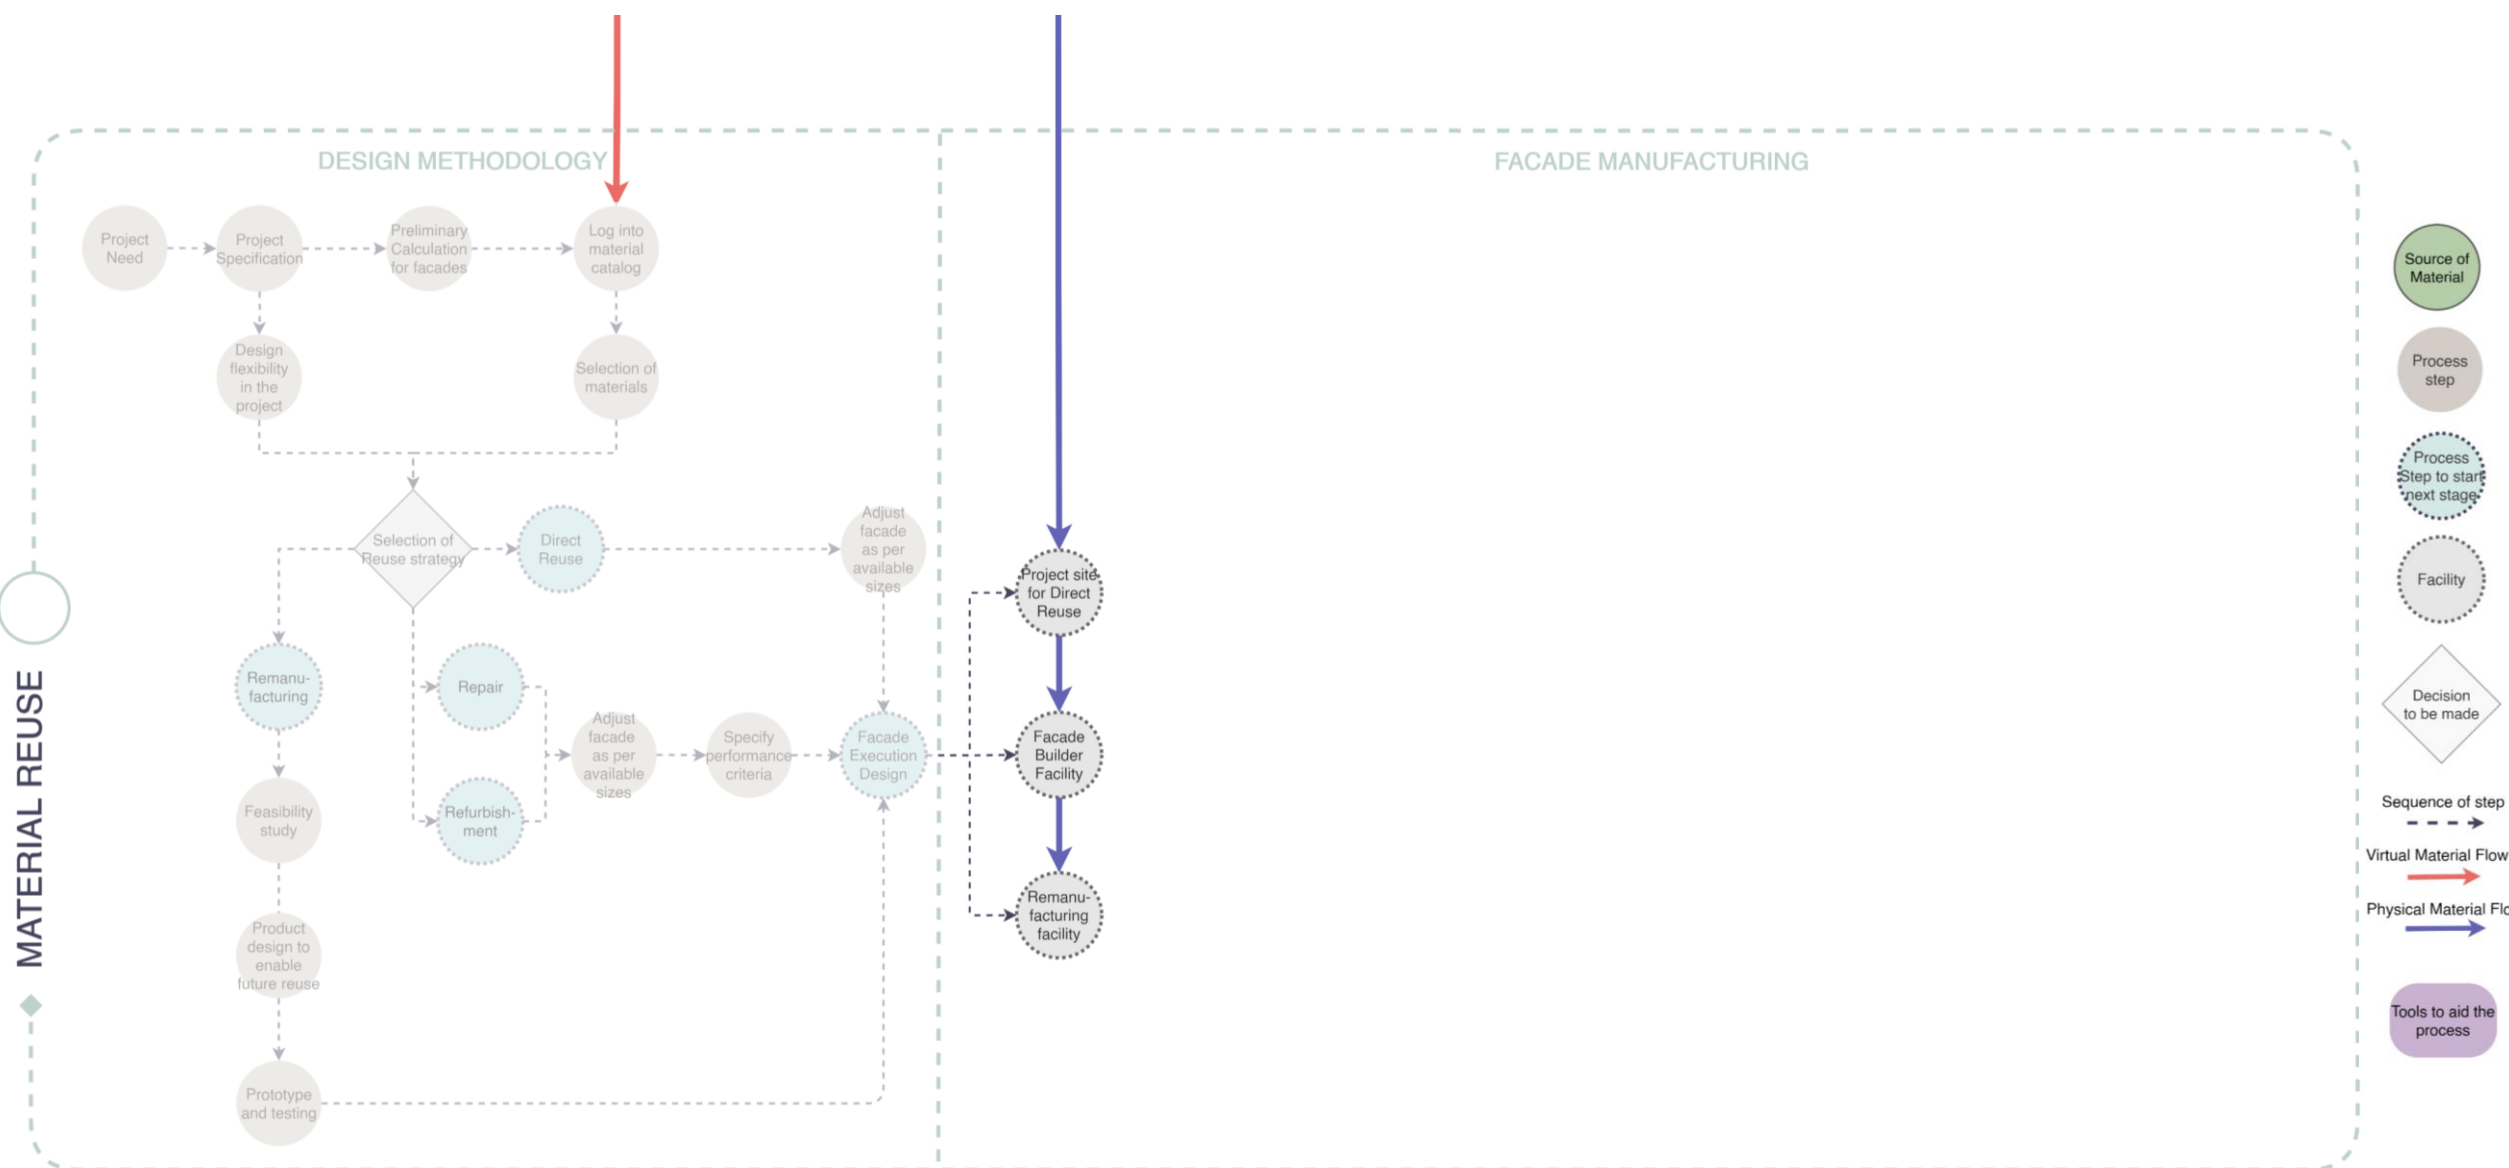 DESIGN METHODOLOGY
FACADE MANUFACTURING
Project
Need
Project
Specification
Preliminary
Calculation
for facades
Log into
material
catalog
Design
flexibility
in the
project
Selection of
materials
Selection of
Reuse strategy
Direct
Reuse
Adjust
facade
as per
available
sizes
Remanu-
facturing
Repair
Refurbish-
ment
Adjust
facade
as per
available
sizes
Specify
performance
criteria
Facade
Execution
Design
Feasibility
study
Product
design to
enable
future reuse
Prototype
and testing
Project site
for Direct
Reuse
Facade
Builder
Facility
Remanu-
facturing
facility
MATERIAL REUSE
Source of
Material
Process
step
Process
Step to start
next stage
Facility
Decision
to be made
Sequence of step
Virtual Material Flow
Physical Material Flo
Tools to aid the
process